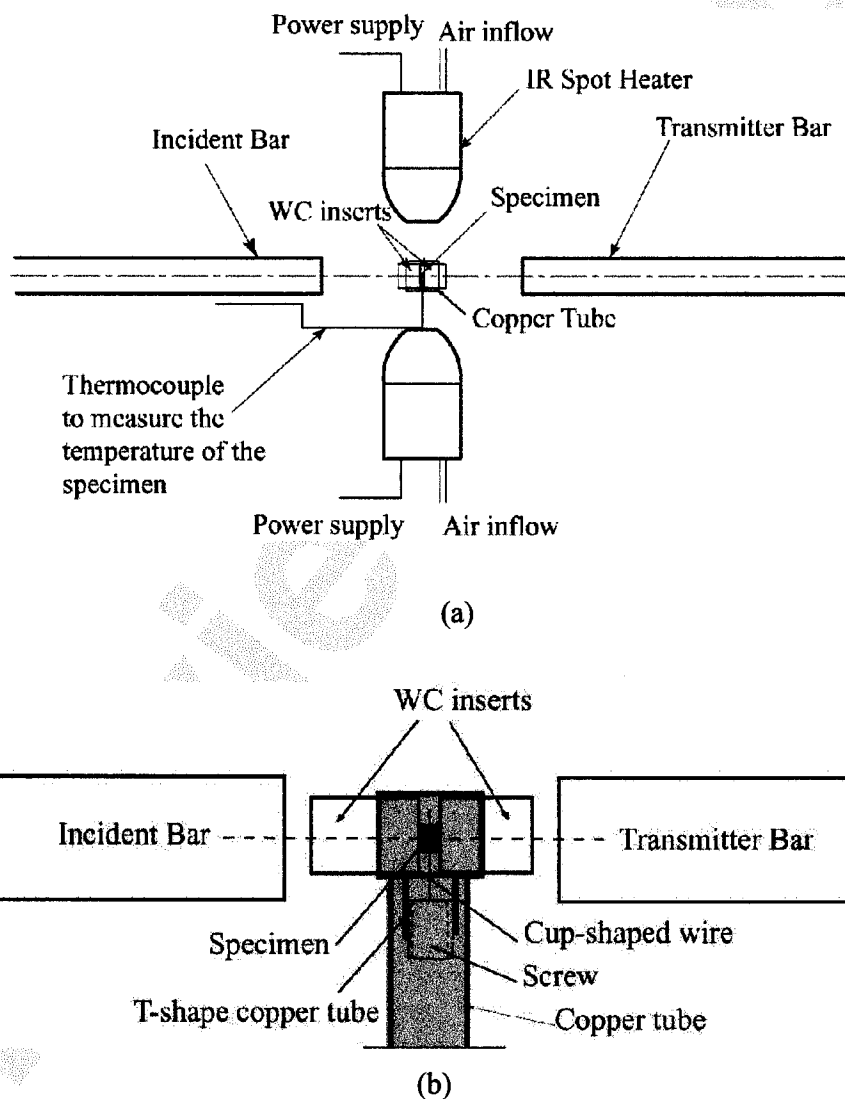 Power supply Air inflow
IR Spot Heater
Incident Bar
Transmitter Bar
WC inserts
Specimen
Copper Tube
Thermocouple
to measure the
temperature of the
specimen
Power supply Air inflow
(a)
WC inserts
Incident Bar
Transmitter Bar
Specimen
Cup-shaped wire
Screw
T-shape copper tube
Copper tube
(b)